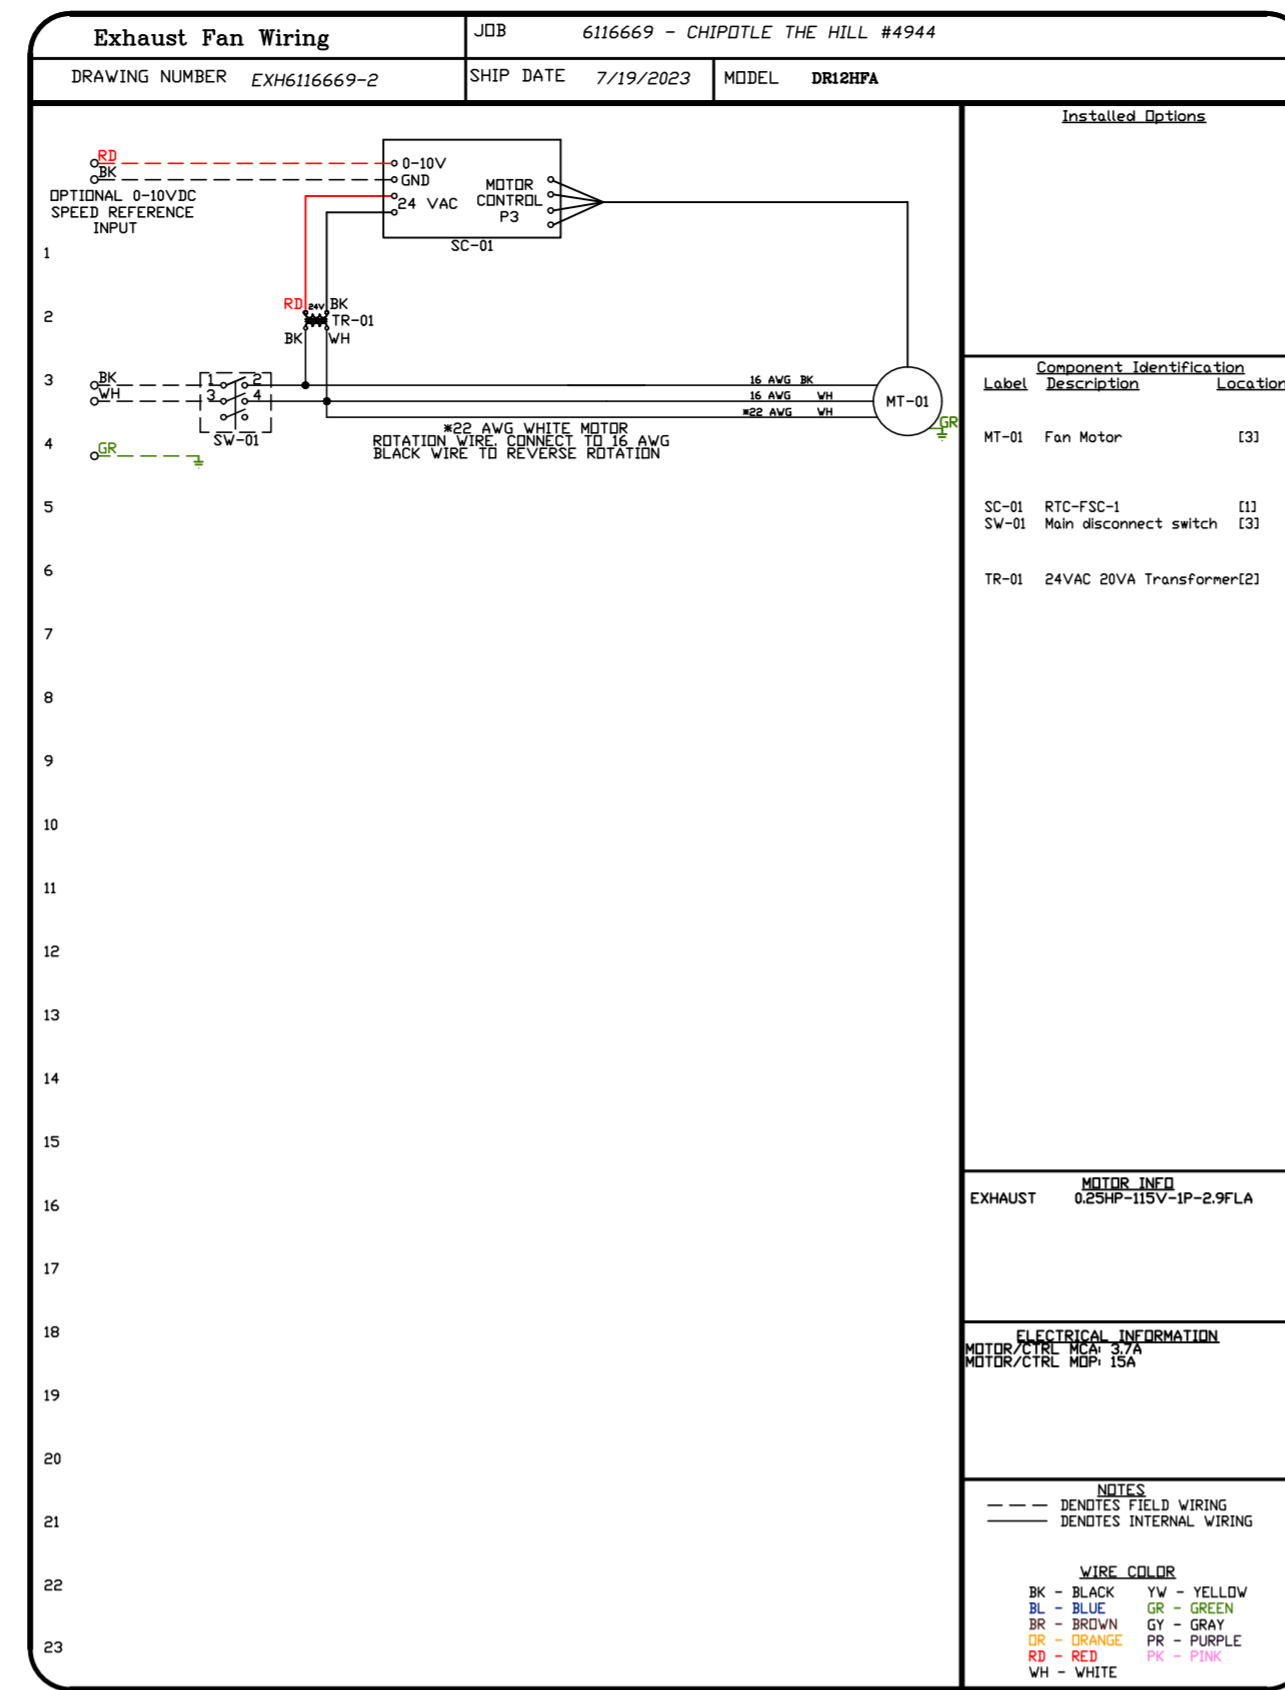 Exhaust Fan Wiring
JOB 6116669 - CHIPOTLE THE HILL #4944
DRAWING NUMBER EXH6116669-2
SHIP DATE 7/19/2023
MODEL DR12HFA
RD
BK
OPTIONAL 0-10VDC
SPEED REFERENCE
INPUT
0-10V
GND
24 VAC
MOTOR
CONTROL
P3
SC-01
RD 24V BK
TR-01
BK WH
BK
WH
1 2
3 4
SW-01
GR
16 AWG BK
16 AWG WH
*22 AWG WH
MT-01
GR
*22 AWG WHITE MOTOR
ROTATION WIRE. CONNECT TO 16 AWG
BLACK WIRE TO REVERSE ROTATION
1
2
3
4
5
6
7
8
9
10
11
12
13
14
15
16
17
18
19
20
21
22
23
Installed Options
Component Identification
Label Description Location
MT-01 Fan Motor [3]
SC-01 RTC-FSC-1 [1]
SW-01 Main disconnect switch [3]
TR-01 24VAC 20VA Transformer[2]
MOTOR INFO
EXHAUST 0.25HP-115V-1P-2.9FLA
ELECTRICAL INFORMATION
MOTOR/CTRL MCA: 3.7A
MOTOR/CTRL MOP: 15A
NOTES
DENOTES FIELD WIRING
DENOTES INTERNAL WIRING
WIRE COLOR
BK - BLACK YW - YELLOW
BL - BLUE GR - GREEN
BR - BROWN GY - GRAY
OR - ORANGE PR - PURPLE
RD - RED PK - PINK
WH - WHITE